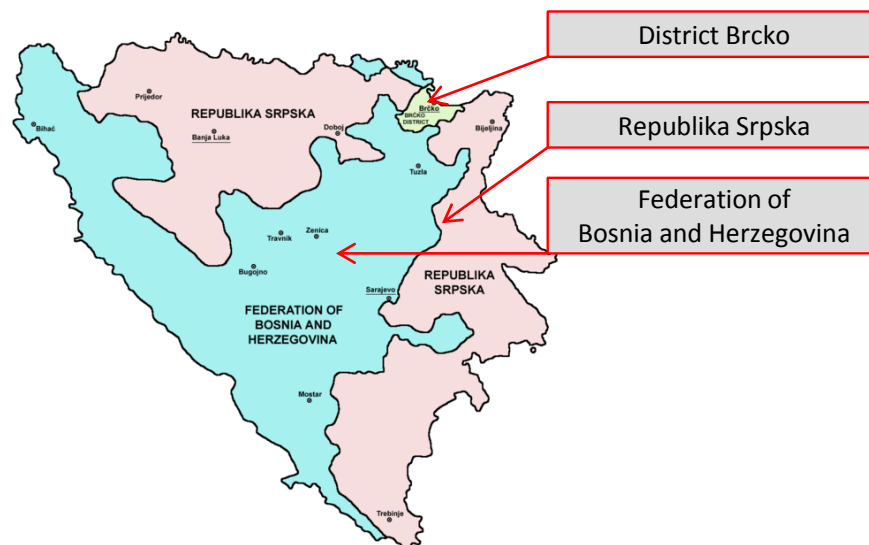 District Brcko
Republika Srpska
Federation of
Bosnia and Herzegovina
Prijedor
REPUBLIKA SRPSKA
Brčko
BRČKO
DISTRICT
Bihać
Banja Luka
Doboj
Bijeljina
Tuzla
Travnik
Zenica
Bugojno
REPUBLIKA
SRPSKA
Sarajevo
FEDERATION OF
BOSNIA AND
HERZEGOVINA
Mostar
Trebinje